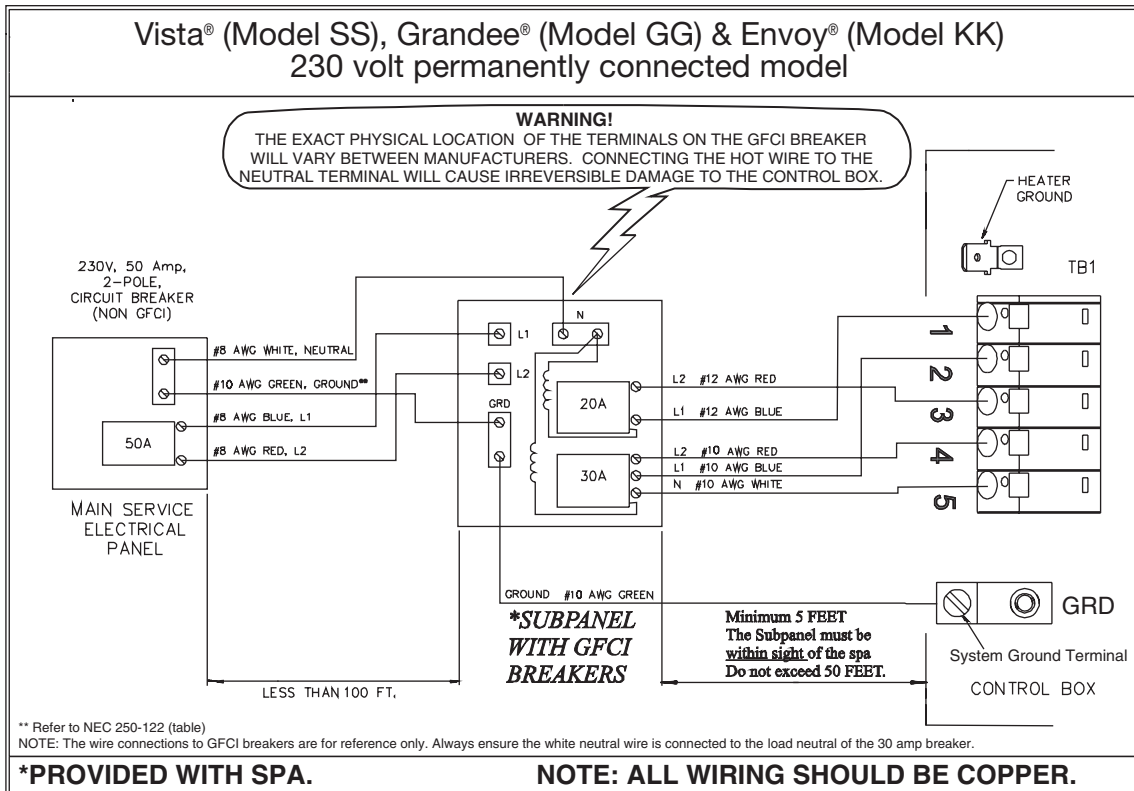 Vista® (Model SS), Grandee® (Model GG) & Envoy® (Model KK)
230 volt permanently connected model
WARNING!
THE EXACT PHYSICAL LOCATION OF THE TERMINALS ON THE GFCI BREAKER
WILL VARY BETWEEN MANUFACTURERS. CONNECTING THE HOT WIRE TO THE
NEUTRAL TERMINAL WILL CAUSE IRREVERSIBLE DAMAGE TO THE CONTROL BOX.
HEATER
GROUND
TB1
230V, 50 Amp,
2-POLE,
CIRCUIT BREAKER
(NON GFCI)
#8 AWG WHITE, NEUTRAL
#10 AWG GREEN, GROUND**
#8 AWG BLUE, L1
#8 AWG RED, L2
50A
MAIN SERVICE
ELECTRICAL
PANEL
L1
N
L2
GRD
20A
30A
L2 #12 AWG RED
L1 #12 AWG BLUE
L2 #10 AWG RED
L1 #10 AWG BLUE
N #10 AWG WHITE
1
2
3
4
5
GROUND #10 AWG GREEN
*SUBPANEL
WITH GFCI
BREAKERS
Minimum 5 FEET
The Subpanel must be
within sight of the spa
Do not exceed 50 FEET.
GRD
System Ground Terminal
CONTROL BOX
LESS THAN 100 FT.
** Refer to NEC 250-122 (table)
NOTE: The wire connections to GFCI breakers are for reference only. Always ensure the white neutral wire is connected to the load neutral of the 30 amp breaker.
*PROVIDED WITH SPA.
NOTE: ALL WIRING SHOULD BE COPPER.